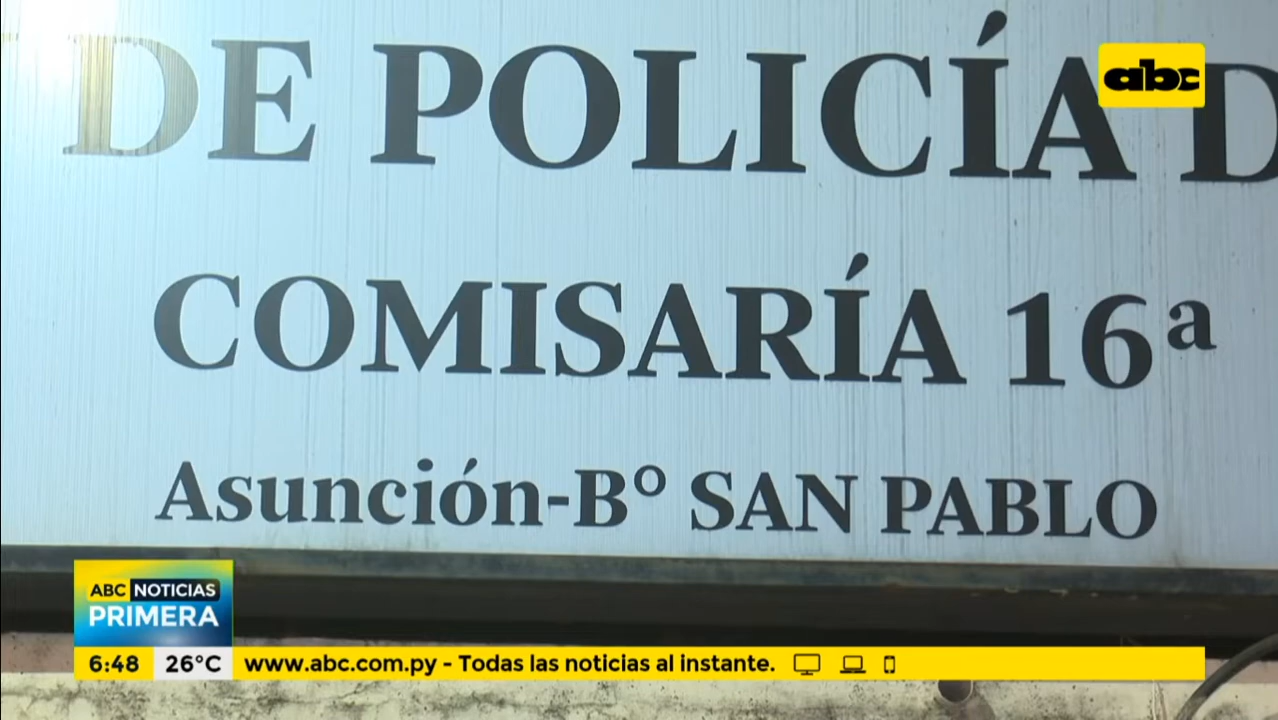 DE POLICÍA D
abc
COMISARÍA 16ª
Asunción-Bº SAN PABLO
ABC NOTICIAS
PRIMERA
6:48 26°C www.abc.com.py - Todas las noticias al instante.